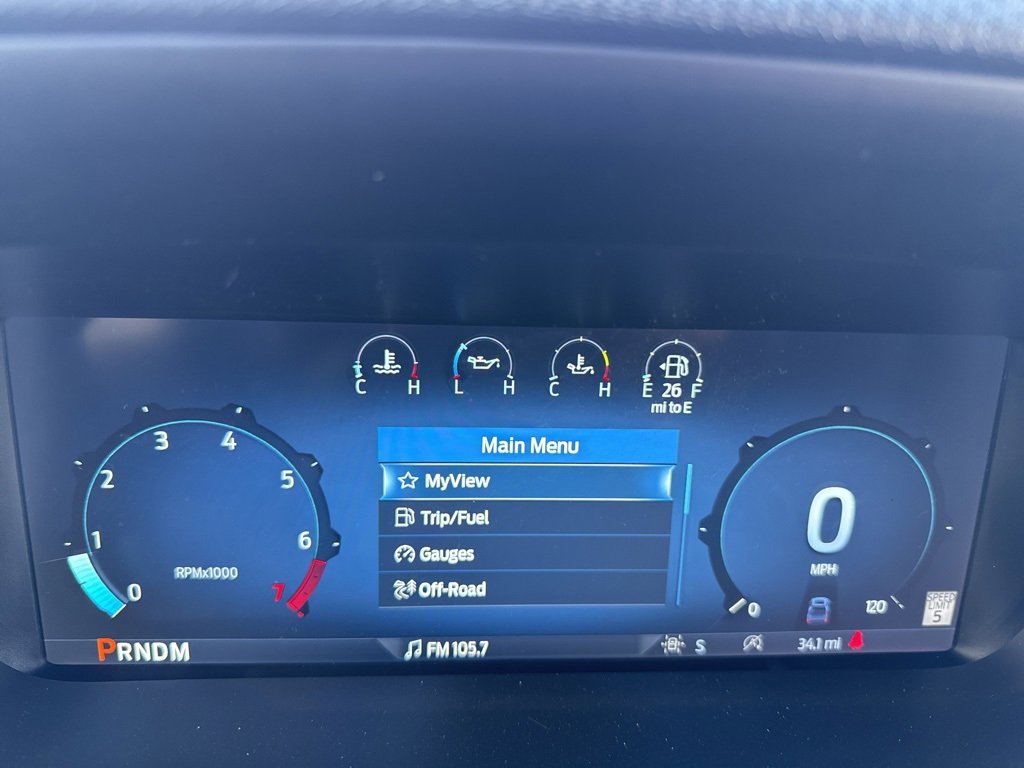 C H
L H
C H
E 26 F
mi to E
Main Menu
MyView
Trip/Fuel
Gauges
Off-Road
0
1
2
3
4
5
6
7
RPMx1000
0
MPH
0
120
SPEED
LIMIT
5
PRNDM
FM 105.7
S
34.1 mi